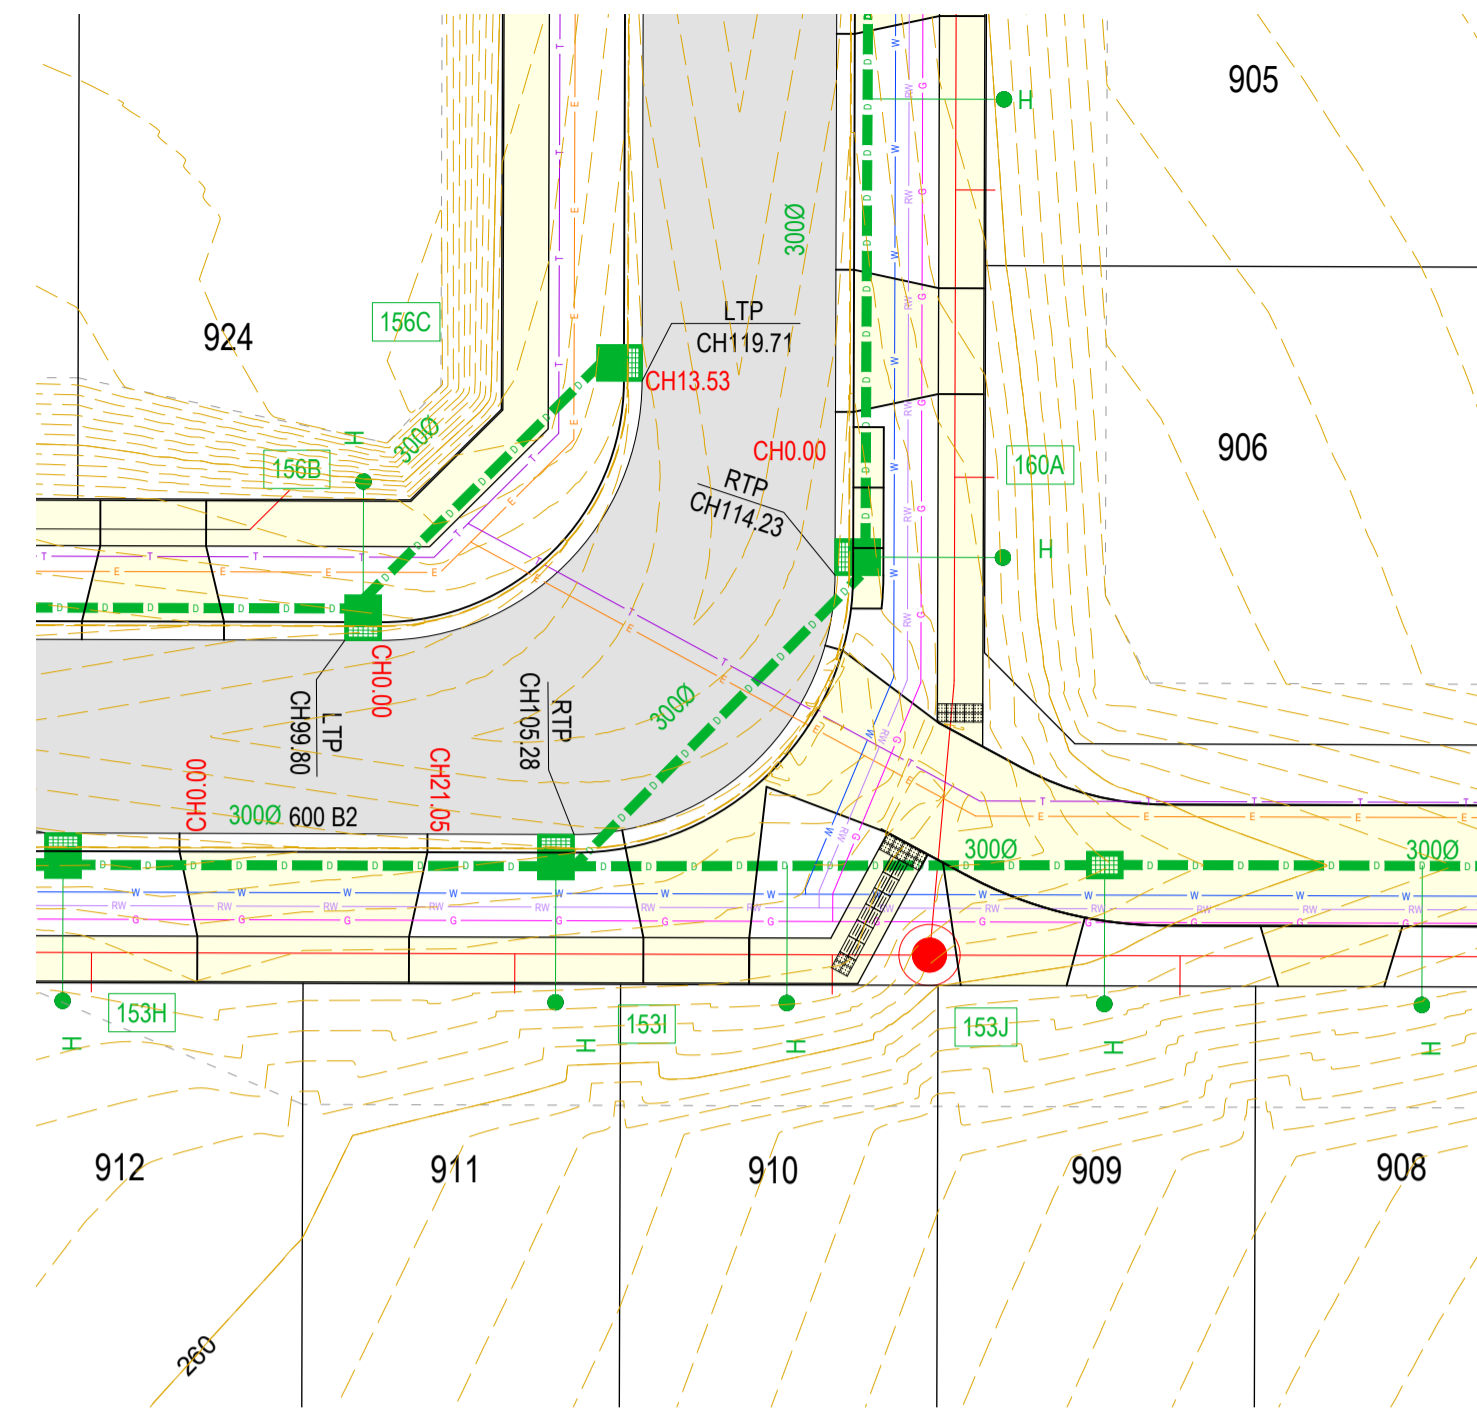 905
H
300Ø
156C
LTP
CH119.71
924
CH13.53
H
300Ø
CH0.00
906
156B
160A
RTP
CH114.23
H
CH0.00
LTP
CH99.80
RTP
CH105.28
300Ø
CH0.00
300Ø 600 B2
CH21.05
300Ø
300Ø
153H
153I
153J
H
H
H
H
H
912
911
910
909
908
260